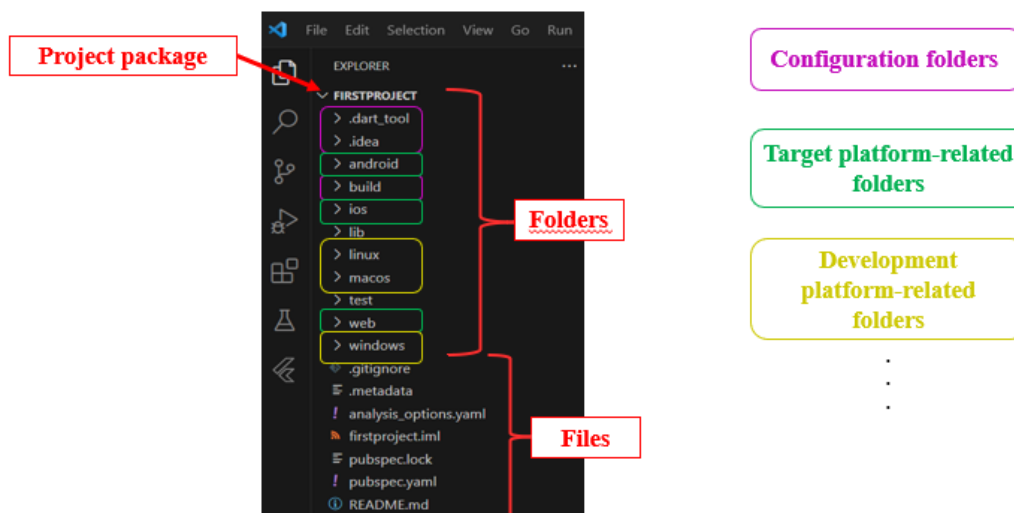 File Edit Selection View Go Run
Project package
EXPLORER
FIRSTPROJECT
.dart_tool
.idea
android
build
ios
lib
linux
macos
test
web
windows
.gitignore
.metadata
analysis_options.yaml
firstproject.iml
pubspec.lock
pubspec.yaml
README.md
Folders
Files
Configuration folders
Target platform-related
folders
Development
platform-related
folders
.
.
.